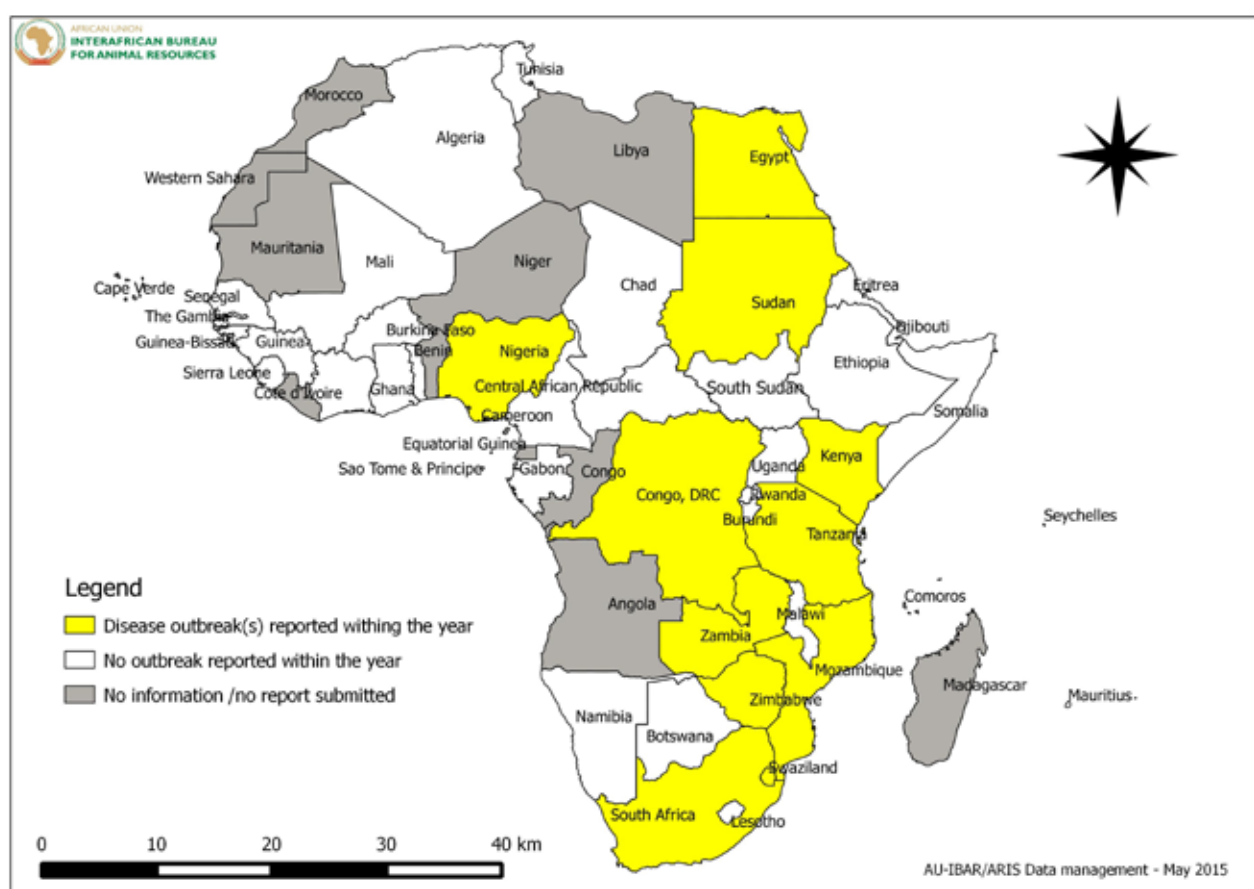 AFRICAN UNION
INTERAFRICAN BUREAU
FOR ANIMAL RESOURCES
Tunisia
Morocco
Algeria
Libya
Egypt
Western Sahara
Mauritania
Mali
Niger
Chad
Sudan
Eritrea
Cape Verde
Senegal
The Gambia
Burkina Faso
Djibouti
Guinea-Bissau
Guinea
Benin
Nigeria
Ethiopia
Sierra Leone
Cote d'Ivoire
Ghana
Central African Republic
South Sudan
Somalia
Cameroon
Equatorial Guinea
Sao Tome & Principe
Gabon
Congo
Uganda
Kenya
Congo, DRC
Rwanda
Burundi
Seychelles
Tanzania
Legend
Disease outbreak(s) reported withing the year
No outbreak reported within the year
No information /no report submitted
Angola
Malawi
Comoros
Zambia
Mozambique
Madagascar
Mauritius
Zimbabwe
Namibia
Botswana
Swaziland
South Africa
Lesotho
0 10 20 30 40 km
AU-IBAR/ARIS Data management - May 2015